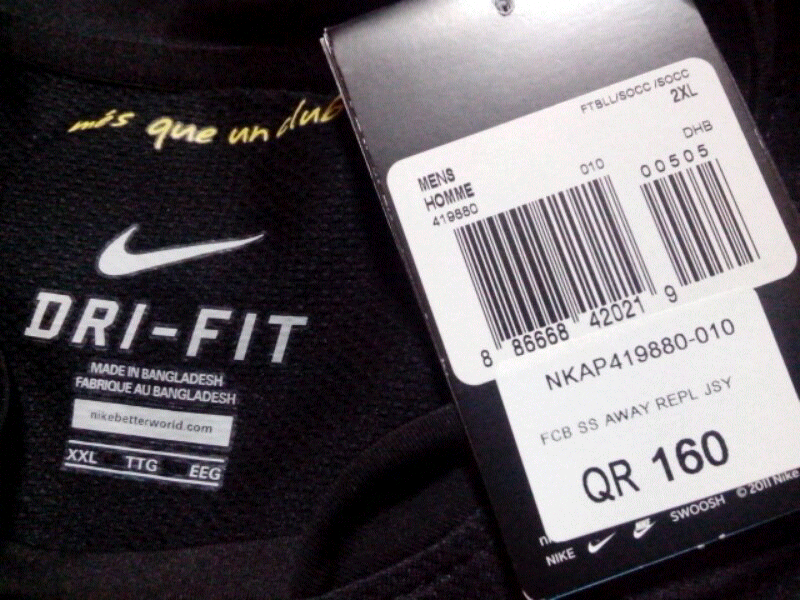 més que un club
DRI-FIT
MADE IN BANGLADESH
FABRIQUE AU BANGLADESH
nikebetterworld.com
XXL TTG EEG
FTBLL/SOCC /SOCC
2XL
DHB
MENS
HOMME
419880
010
00505
8 86668 42021 9
NKAP419880-010
FCB SS AWAY REPL JSY
QR 160
NIKE SWOOSH © 2011 Nike